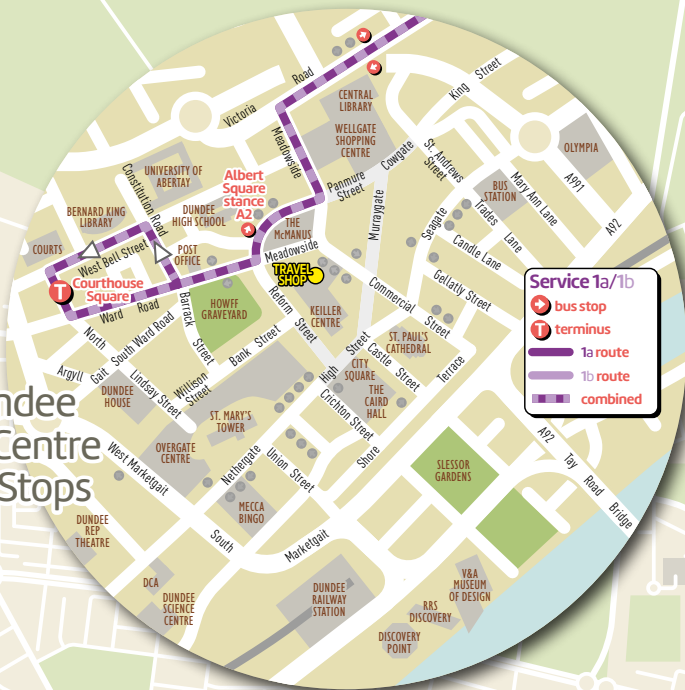 Road
King Street
Victoria
CENTRAL
LIBRARY
WELLGATE
SHOPPING
CENTRE
Meadowside
Cowgate
St. Andrews
Street
OLYMPIA
A991
A92
BUS
STATION
Mary Ann Lane
Trades Lane
UNIVERSITY OF
ABERTAY
Constitution Road
Albert
Square
stance
A2
Panmure
Street
Murraygate
Seagate
Candle Lane
Gellatly Street
BERNARD KING
LIBRARY
DUNDEE
HIGH SCHOOL
THE
McMANUS
Meadowside
COURTS
West Bell Street
POST
OFFICE
TRAVEL
SHOP
T
Courthouse
Square
Ward Road
Barrack
Street
HOWFF
GRAVEYARD
Reform Street
KEILLER
CENTRE
Commercial
Street
North
South Ward Road
Argyll
Gait
Lindsay Street
Willison
Street
Bank Street
High Street
Castle Street
ST. PAUL'S
CATHEDRAL
Terrace
CITY
SQUARE
THE
CAIRD
HALL
Crichton Street
Shore
DUNDEE
HOUSE
ST. MARY'S
TOWER
OVERGATE
CENTRE
ndee
Centre
Stops
West Marketgait
Nethergate
Union Street
SLESSOR
GARDENS
A92
Tay Road Bridge
MECCA
BINGO
South
Marketgait
DUNDEE
REP
THEATRE
DCA
DUNDEE
SCIENCE
CENTRE
DUNDEE
RAILWAY
STATION
V&A
MUSEUM
OF DESIGN
RRS
DISCOVERY
DISCOVERY
POINT
Service 1a/1b
bus stop
T terminus
1a route
1b route
combined